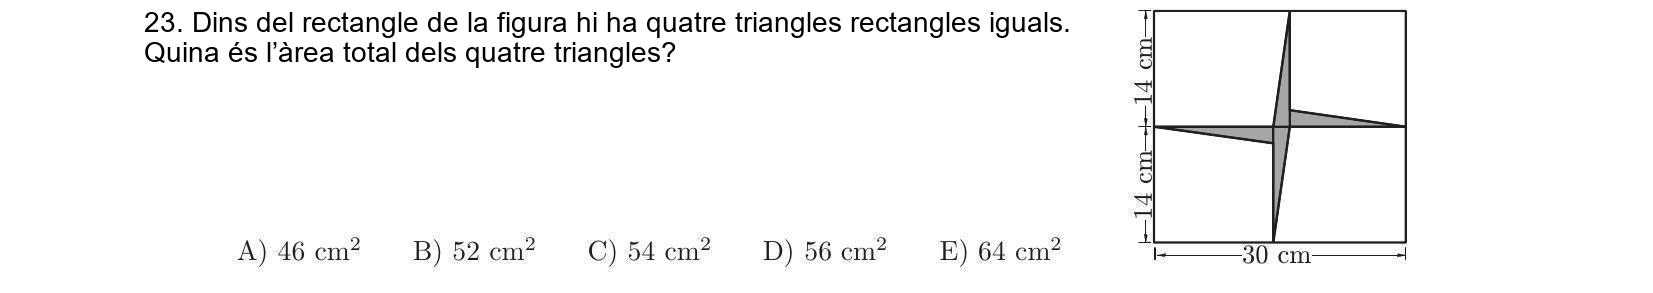 23. Dins del rectangle de la figura hi ha quatre triangles rectangles iguals.
Quina és l'àrea total dels quatre triangles?
14 cm
14 cm
30 cm
A) 46 cm² B) 52 cm² C) 54 cm² D) 56 cm² E) 64 cm²